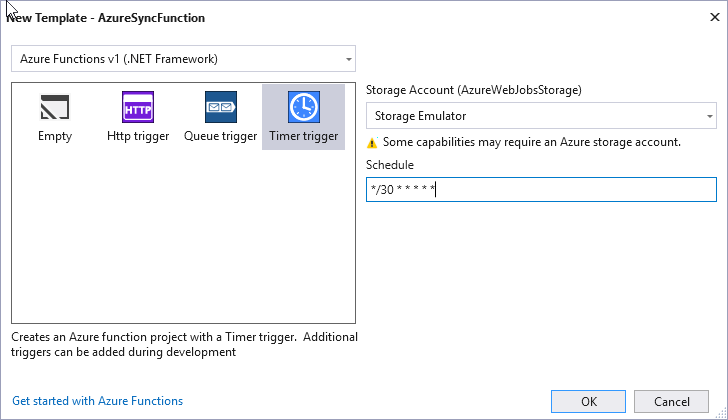 New Template - AzureSyncFunction
Azure Functions v1 (.NET Framework)
Empty
HTTP
Http trigger
Queue trigger
Timer trigger
Storage Account (AzureWebJobsStorage)
Storage Emulator
Some capabilities may require an Azure storage account.
Schedule
*/30 * * * * *
Creates an Azure function project with a Timer trigger. Additional
triggers can be added during development
Get started with Azure Functions
OK
Cancel